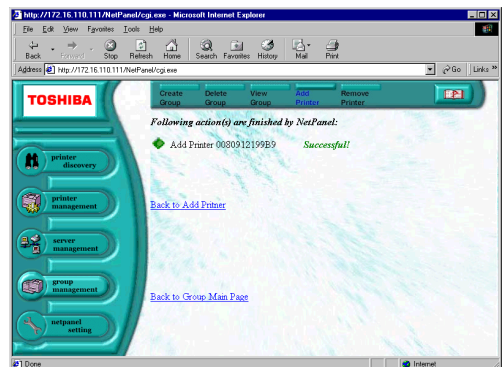 http://172.16.110.111/NetPanel/cgi.exe - Microsoft Internet Explorer
File Edit View Favorites Tools Help
Back Forward Stop Refresh Home Search Favorites History Mail Print
Address http://172.16.110.111/NetPanel/cgi.exe Go Links »
TOSHIBA
Create Group
Delete Group
View Group
Add Printer
Remove Printer
Following action(s) are finished by NetPanel:
Add Printer 0080912199B9 Successful!
printer discovery
printer management
Back to Add Pritner
server management
group management
Back to Group Main Page
netpanel setting
Done Internet